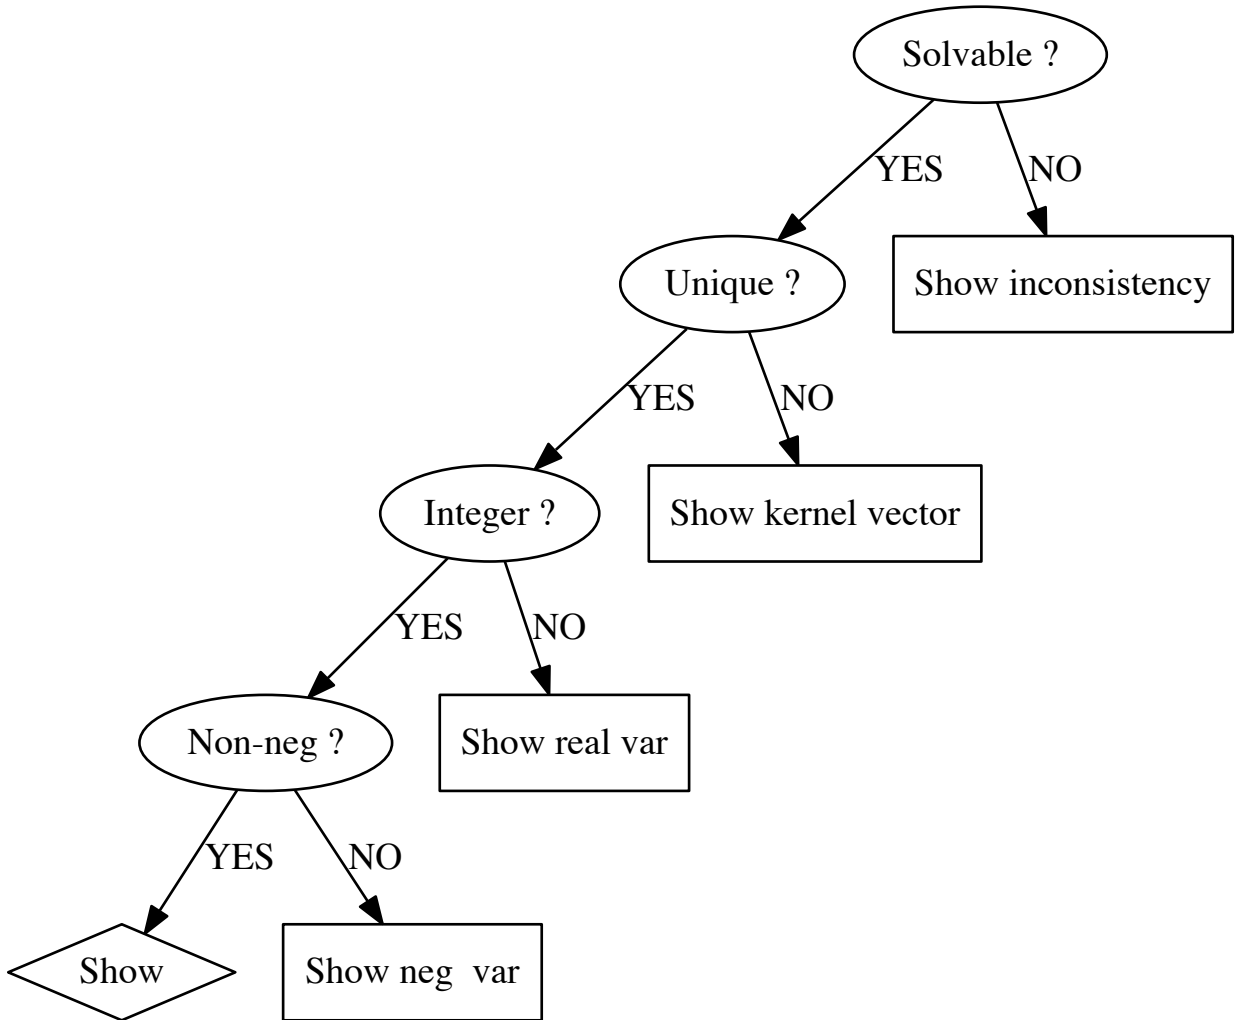 Solvable ?
YES
NO
Unique ?
Show inconsistency
YES
NO
Integer ?
Show kernel vector
YES
NO
Non-neg ?
Show real var
YES
NO
Show
Show neg  var